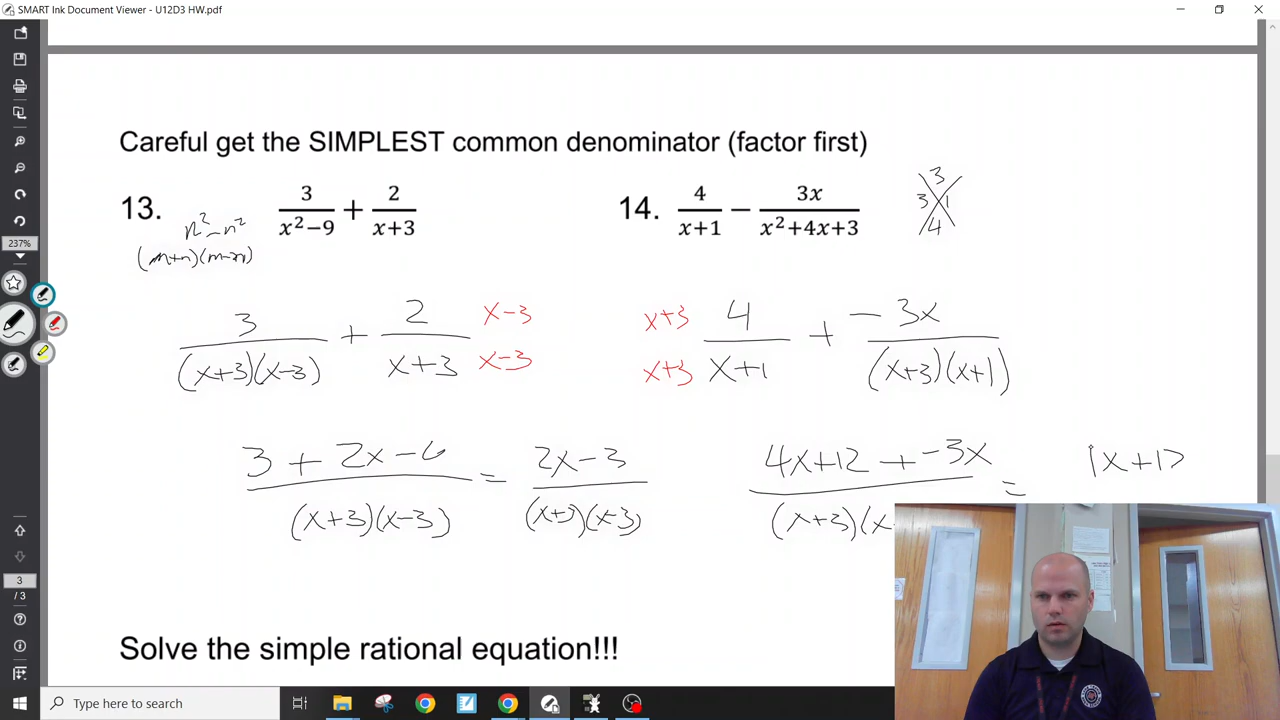 SMART Ink Document Viewer - U12D3 HW.pdf
237%
3
/ 3
Careful get the SIMPLEST common denominator (factor first)
13. 3/(x²−9) + 2/(x+3)
n² − n²
(m+n)(m−n)
14. 4/(x+1) − 3x/(x²+4x+3)
3
3 1
4
3/((x+3)(x−3)) + 2/(x+3) x−3/x−3
x+3/x+3 4/(x+1) + −3x/((x+3)(x+1))
(3 + 2x − 6)/((x+3)(x−3)) = (2x−3)/((x+3)(x−3))
(4x+12 + −3x)/((x+3)(x = 1x+12
Solve the simple rational equation!!!
Type here to search